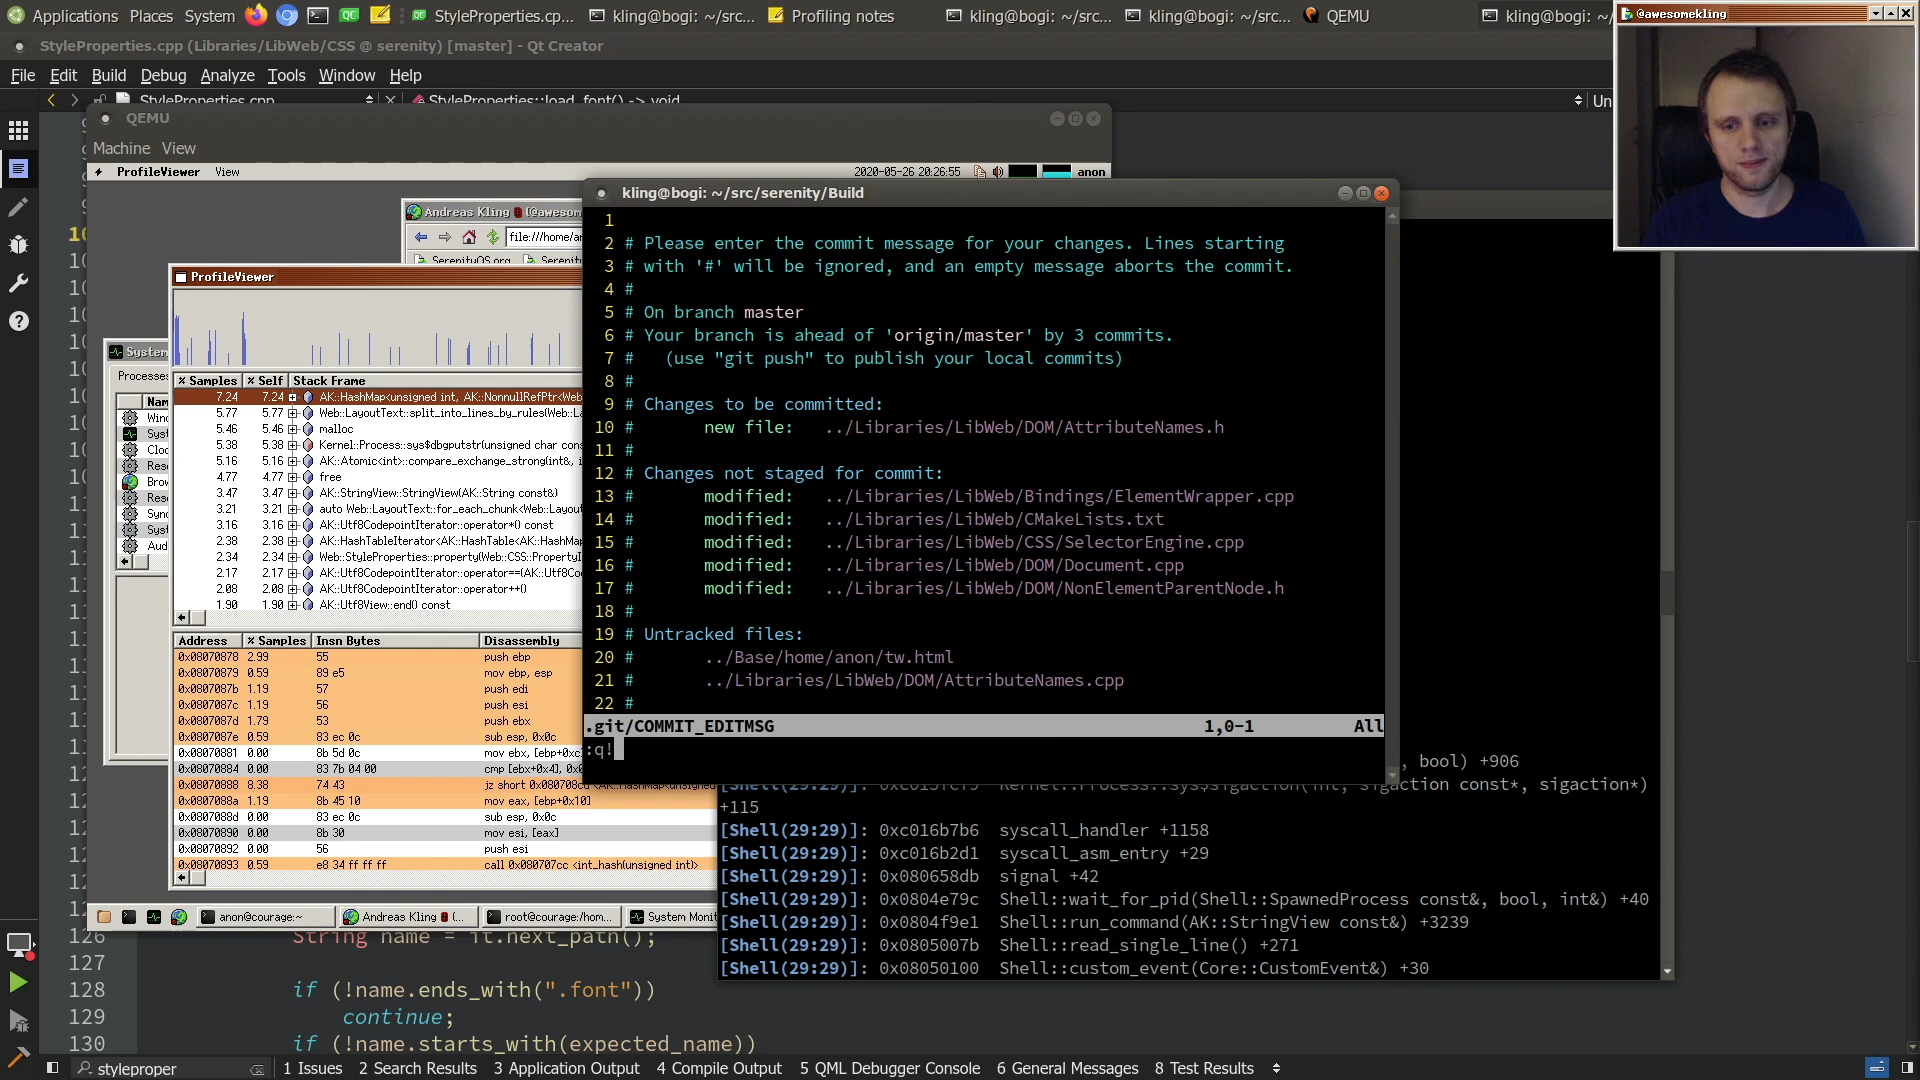 Applications Places System StyleProperties.cp... kling@bogi: ~/src... Profiling notes kling@bogi: ~/src... kling@bogi: ~/src... QEMU kling@bogi: ~/
@awesomekling
StyleProperties.cpp (Libraries/LibWeb/CSS @ serenity) [master] - Qt Creator
File Edit Build Debug Analyze Tools Window Help
StyleProperties.cpp StyleProperties::load_font() -> void Un
QEMU
Machine View
ProfileViewer View 2020-05-26 20:26:55 anon
Andreas Kling
file:///home/an
SerenityOS.org
ProfileViewer
% Samples % Self Stack Frame
7.24 7.24 AK::HashMap<unsigned int, AK::NonnullRefPtr<Web
5.77 5.77 Web::LayoutText::split_into_lines_by_rules(Web::L
5.46 5.46 malloc
5.38 5.38 Kernel::Process::sys$dbgputstr(unsigned char cons
5.16 5.16 AK::Atomic<int>::compare_exchange_strong(int&, i
4.77 4.77 free
3.47 3.47 AK::StringView::StringView(AK::String const&)
3.21 3.21 auto Web::LayoutText::for_each_chunk<Web::Layou
3.16 3.16 AK::Utf8CodepointIterator::operator*() const
2.38 2.38 AK::HashTableIterator<AK::HashTable<AK::HashMap
2.34 2.34 Web::StyleProperties::property(Web::CSS::PropertyI
2.17 2.17 AK::Utf8CodepointIterator::operator==(AK::Utf8Co
2.08 2.08 AK::Utf8CodepointIterator::operator++()
1.90 1.90 AK::Utf8View::end() const
System
Processes
Address % Samples Insn Bytes Disassembly
0x08070878 2.99 55 push ebp
0x08070879 0.59 89 e5 mov ebp, esp
0x0807087b 1.19 57 push edi
0x0807087c 1.19 56 push esi
0x0807087d 1.79 53 push ebx
0x0807087e 0.59 83 ec 0c sub esp, 0x0c
0x08070881 0.00 8b 5d 0c mov ebx, [ebp+0xc
0x08070884 0.00 83 7b 04 00 cmp [ebx+0x4], 0x0
0x08070888 8.38 74 43 jz short 0x080708cd <AK::HashMap<unsigned
0x0807088a 1.19 8b 45 10 mov eax, [ebp+0x10]
0x0807088d 0.00 83 ec 0c sub esp, 0x0c
0x08070890 0.00 8b 30 mov esi, [eax]
0x08070892 0.00 56 push esi
0x08070893 0.59 e8 34 ff ff ff call 0x080707cc <int_hash(unsigned int)>
anon@courage:~ Andreas Kling (... root@courage:/hom... System Monit
kling@bogi: ~/src/serenity/Build
1
2 # Please enter the commit message for your changes. Lines starting
3 # with '#' will be ignored, and an empty message aborts the commit.
4 #
5 # On branch master
6 # Your branch is ahead of 'origin/master' by 3 commits.
7 # (use "git push" to publish your local commits)
8 #
9 # Changes to be committed:
10 # new file: ../Libraries/LibWeb/DOM/AttributeNames.h
11 #
12 # Changes not staged for commit:
13 # modified: ../Libraries/LibWeb/Bindings/ElementWrapper.cpp
14 # modified: ../Libraries/LibWeb/CMakeLists.txt
15 # modified: ../Libraries/LibWeb/CSS/SelectorEngine.cpp
16 # modified: ../Libraries/LibWeb/DOM/Document.cpp
17 # modified: ../Libraries/LibWeb/DOM/NonElementParentNode.h
18 #
19 # Untracked files:
20 # ../Base/home/anon/tw.html
21 # ../Libraries/LibWeb/DOM/AttributeNames.cpp
22 #
.git/COMMIT_EDITMSG 1,0-1 All
:q!
, bool) +906
Kernel::Process::sys$sigaction(int, sigaction const*, sigaction*)
+115
[Shell(29:29)]: 0xc016b7b6 syscall_handler +1158
[Shell(29:29)]: 0xc016b2d1 syscall_asm_entry +29
[Shell(29:29)]: 0x080658db signal +42
[Shell(29:29)]: 0x0804e79c Shell::wait_for_pid(Shell::SpawnedProcess const&, bool, int&) +40
[Shell(29:29)]: 0x0804f9e1 Shell::run_command(AK::StringView const&) +3239
[Shell(29:29)]: 0x0805007b Shell::read_single_line() +271
[Shell(29:29)]: 0x08050100 Shell::custom_event(Core::CustomEvent&) +30
126 String name = it.next_path();
127
128 if (!name.ends_with(".font"))
129 continue;
130 if (!name.starts_with(expected_name))
styleproper 1 Issues 2 Search Results 3 Application Output 4 Compile Output 5 QML Debugger Console 6 General Messages 8 Test Results